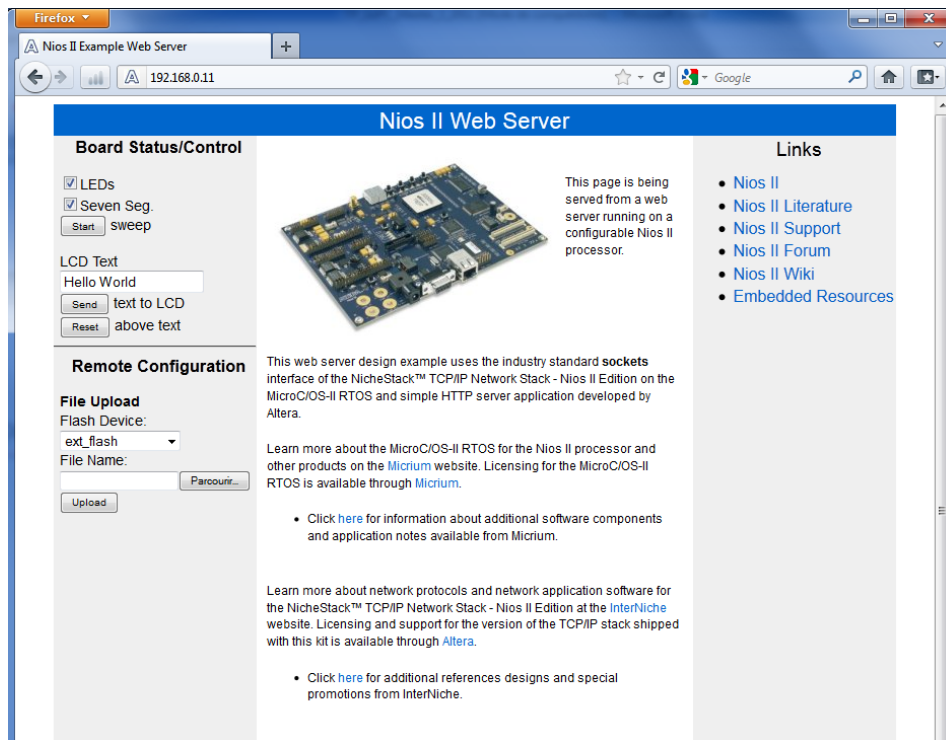 Firefox
Nios II Example Web Server
192.168.0.11
Google
Nios II Web Server
Board Status/Control
LEDs
Seven Seg.
Start sweep
LCD Text
Hello World
Send text to LCD
Reset above text
Remote Configuration
File Upload
Flash Device:
ext_flash
File Name:
Parcourir...
Upload
This page is being
served from a web
server running on a
configurable Nios II
processor.
This web server design example uses the industry standard sockets
interface of the NicheStack™ TCP/IP Network Stack - Nios II Edition on the
MicroC/OS-II RTOS and simple HTTP server application developed by
Altera.
Learn more about the MicroC/OS-II RTOS for the Nios II processor and
other products on the Micrium website. Licensing for the MicroC/OS-II
RTOS is available through Micrium.
• Click here for information about additional software components
and application notes available from Micrium.
Learn more about network protocols and network application software for
the NicheStack™ TCP/IP Network Stack - Nios II Edition at the InterNiche
website. Licensing and support for the version of the TCP/IP stack shipped
with this kit is available through Altera.
• Click here for additional references designs and special
promotions from InterNiche.
Links
• Nios II
• Nios II Literature
• Nios II Support
• Nios II Forum
• Nios II Wiki
• Embedded Resources